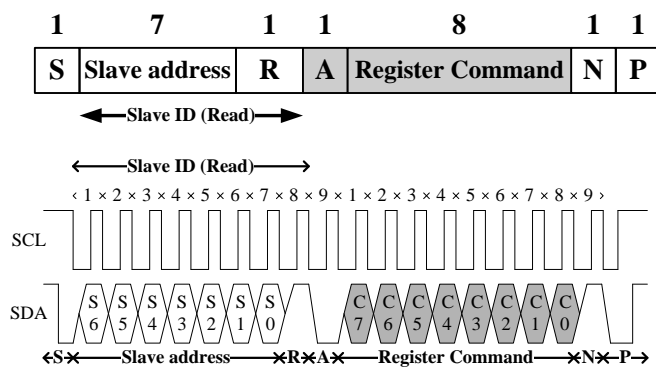 1 7 1 1 8 1 1
S Slave address R A Register Command N P
Slave ID (Read)
Slave ID (Read)
‹ 1 × 2 × 3 × 4 × 5 × 6 × 7 × 8 × 9 × 1 × 2 × 3 × 4 × 5 × 6 × 7 × 8 × 9 ›
SCL
SDA S6 S5 S4 S3 S2 S1 S0 C7 C6 C5 C4 C3 C2 C1 C0
S Slave address R A Register Command N P